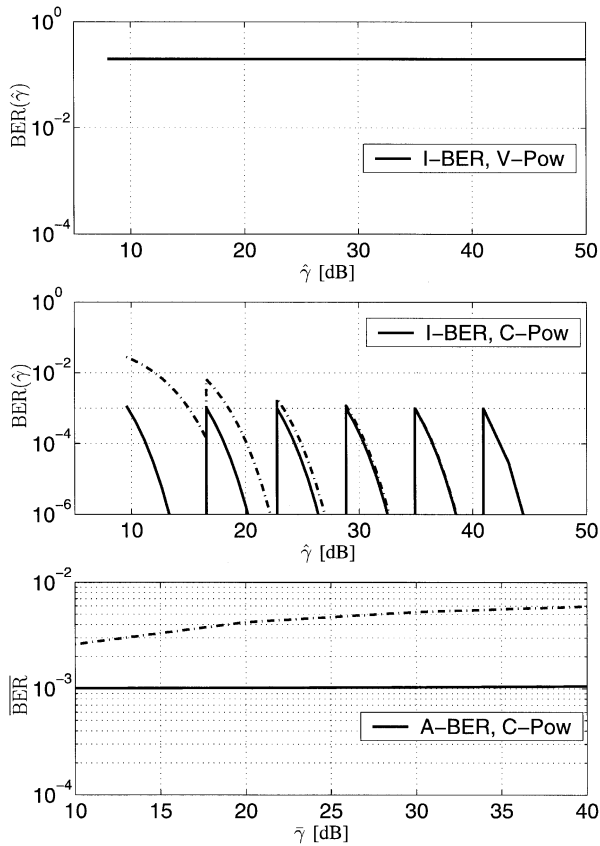 10^0
10^-2
10^-4
BER(γ̂)
I-BER, V-Pow
10 20 30 40 50
γ̂ [dB]
10^0
10^-2
10^-4
10^-6
BER(γ̂)
I-BER, C-Pow
10 20 30 40 50
γ̂ [dB]
10^-2
10^-3
10^-4
B̅E̅R̅
A-BER, C-Pow
10 15 20 25 30 35 40
γ̄ [dB]